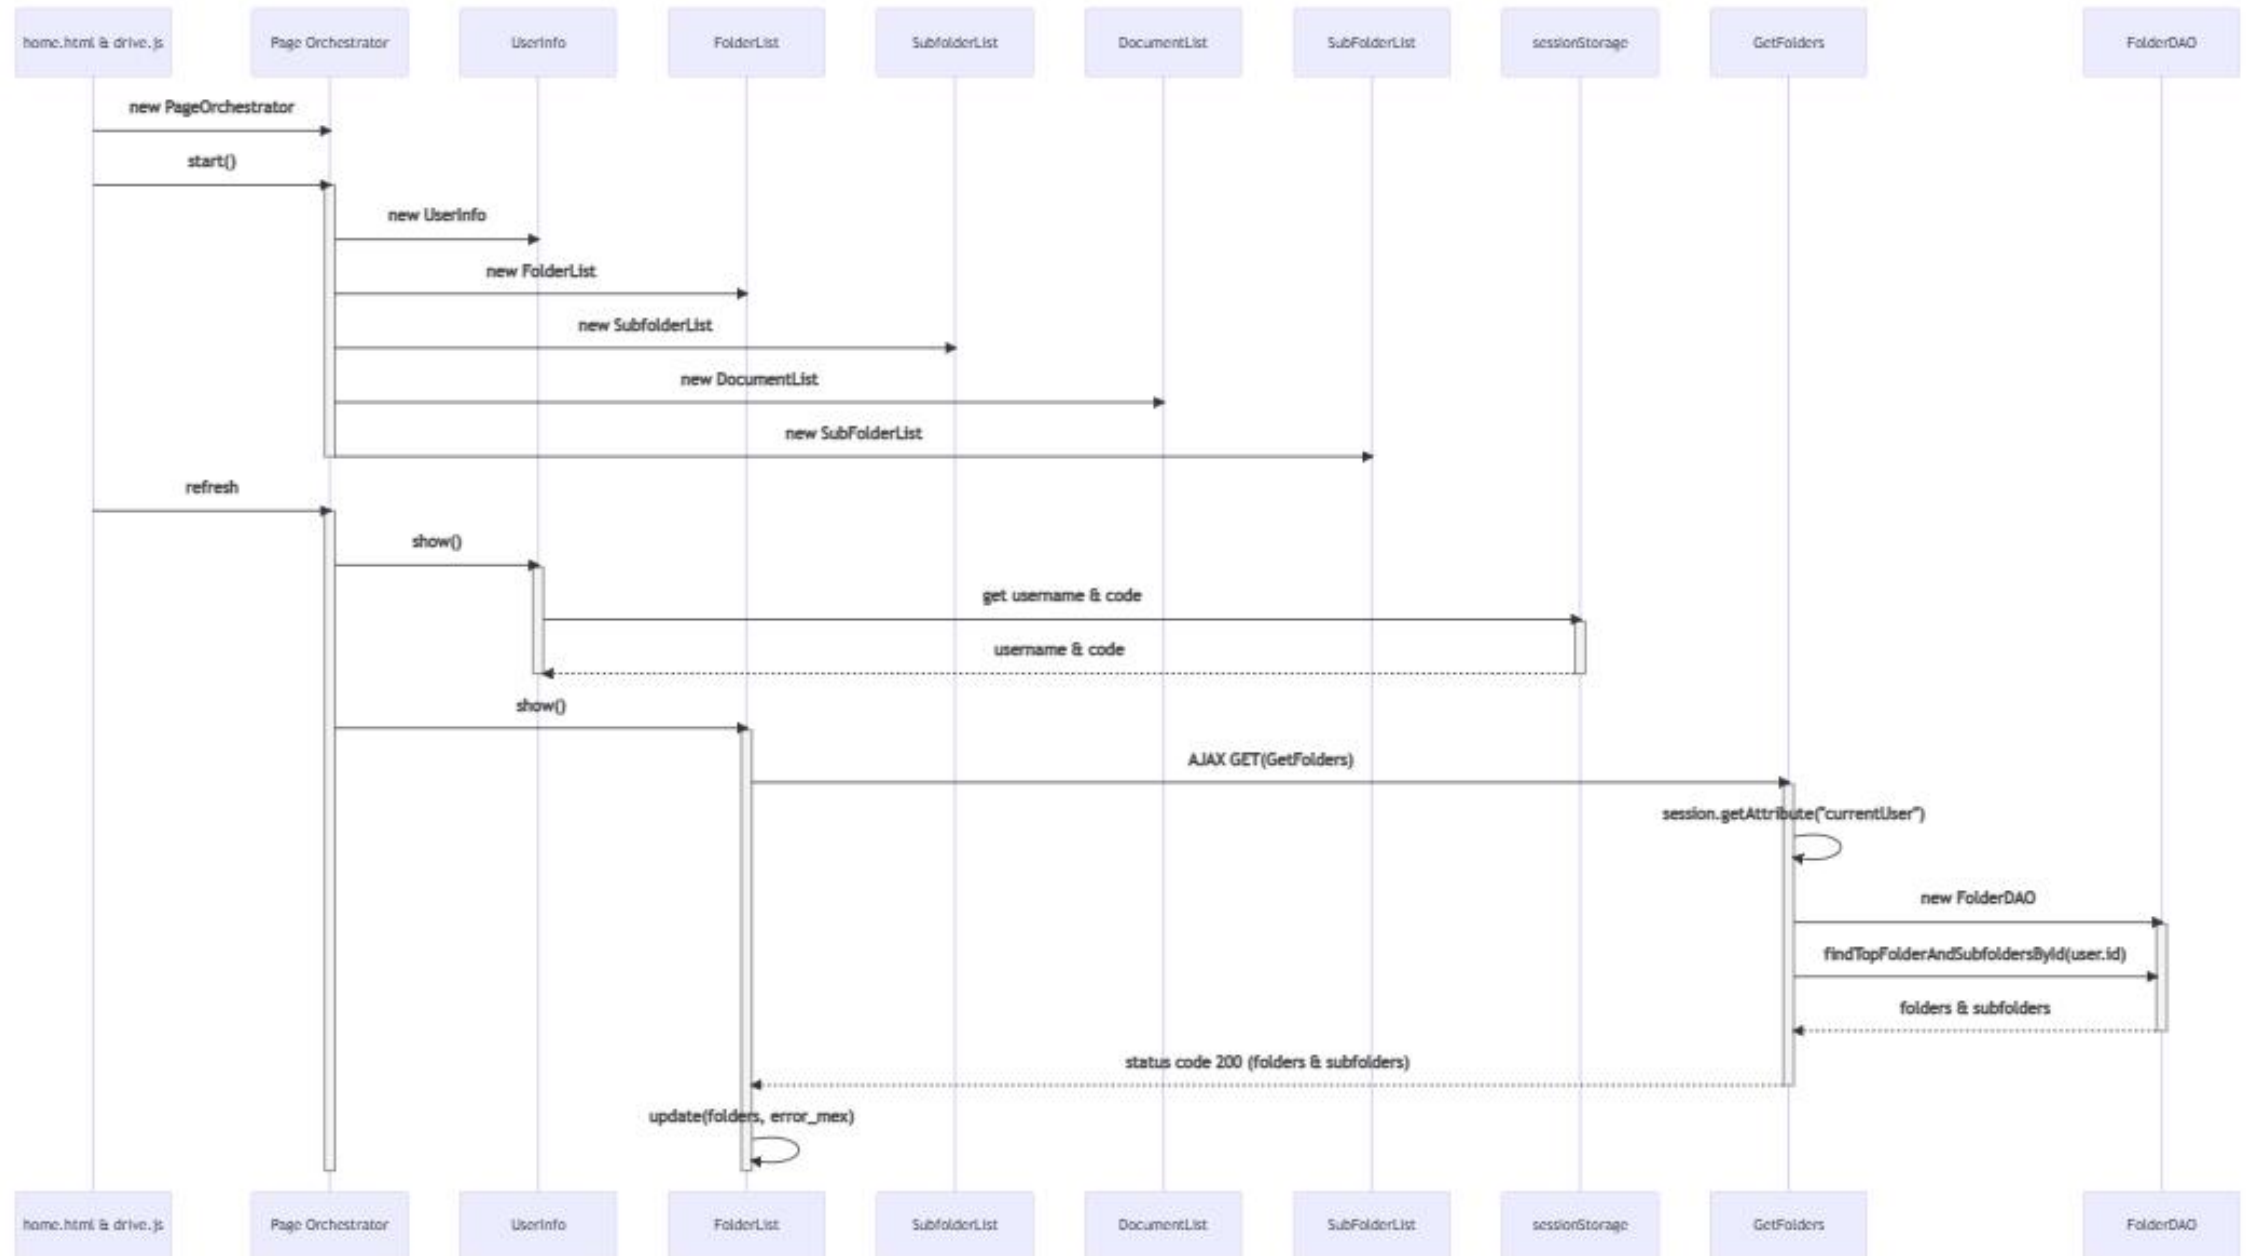 home.html & drive.js
Page Orchestrator
UserInfo
FolderList
SubfolderList
DocumentList
SubFolderList
sessionStorage
GetFolders
FolderDAO
new PageOrchestrator
start()
new UserInfo
new FolderList
new SubfolderList
new DocumentList
new SubFolderList
refresh
show()
get username & code
username & code
show()
AJAX GET(GetFolders)
session.getAttribute("currentUser")
new FolderDAO
findTopFolderAndSubfoldersById(user.id)
folders & subfolders
status code 200 (folders & subfolders)
update(folders, error_mex)
home.html & drive.js
Page Orchestrator
UserInfo
FolderList
SubfolderList
DocumentList
SubFolderList
sessionStorage
GetFolders
FolderDAO